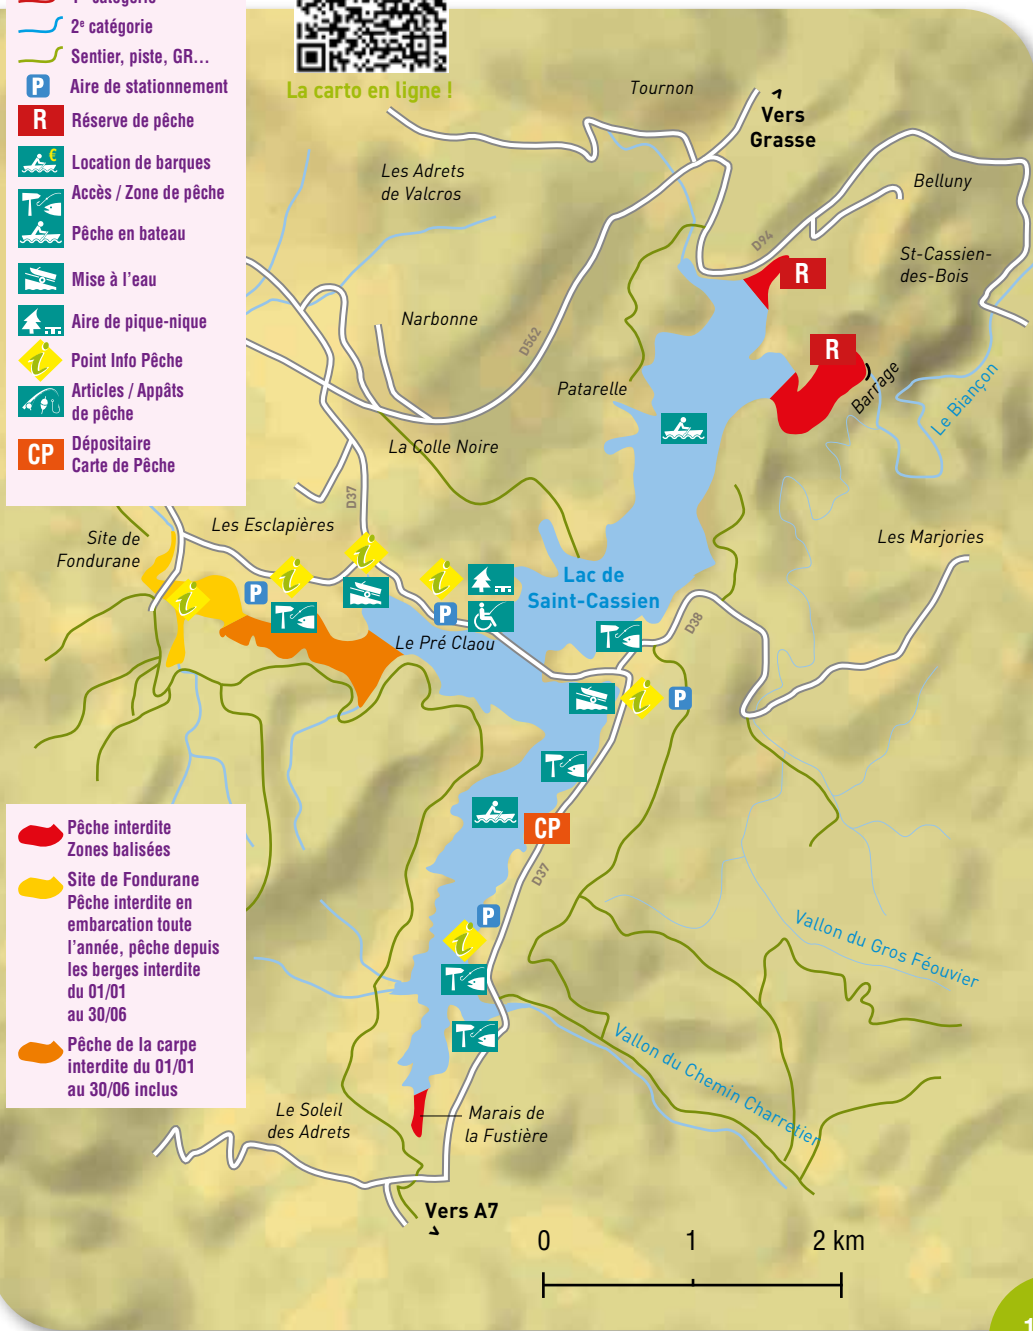 2e catégorie
Sentier, piste, GR...
P Aire de stationnement
R Réserve de pêche
€ Location de barques
Accès / Zone de pêche
Pêche en bateau
Mise à l'eau
Aire de pique-nique
i Point Info Pêche
Articles / Appâts
de pêche
CP Dépositaire
Carte de Pêche
La carto en ligne !
Tournon
Vers
Grasse
Les Adrets
de Valcros
Belluny
D94
St-Cassien-
des-Bois
R
Narbonne
D562
R
Barrage
Le Biançon
Patarelle
La Colle Noire
D37
Les Esclapières
Site de
Fondurane
Les Marjories
i
i
i
i
P
P
Lac de
Saint-Cassien
D38
Le Pré Claou
i
P
CP
D37
Pêche interdite
Zones balisées
Site de Fondurane
Pêche interdite en
embarcation toute
l'année, pêche depuis
les berges interdite
du 01/01
au 30/06
Pêche de la carpe
interdite du 01/01
au 30/06 inclus
P
i
Vallon du Gros Féouvier
Vallon du Chemin Charretier
Le Soleil
des Adrets
Marais de
la Fustière
Vers A7
0 1 2 km